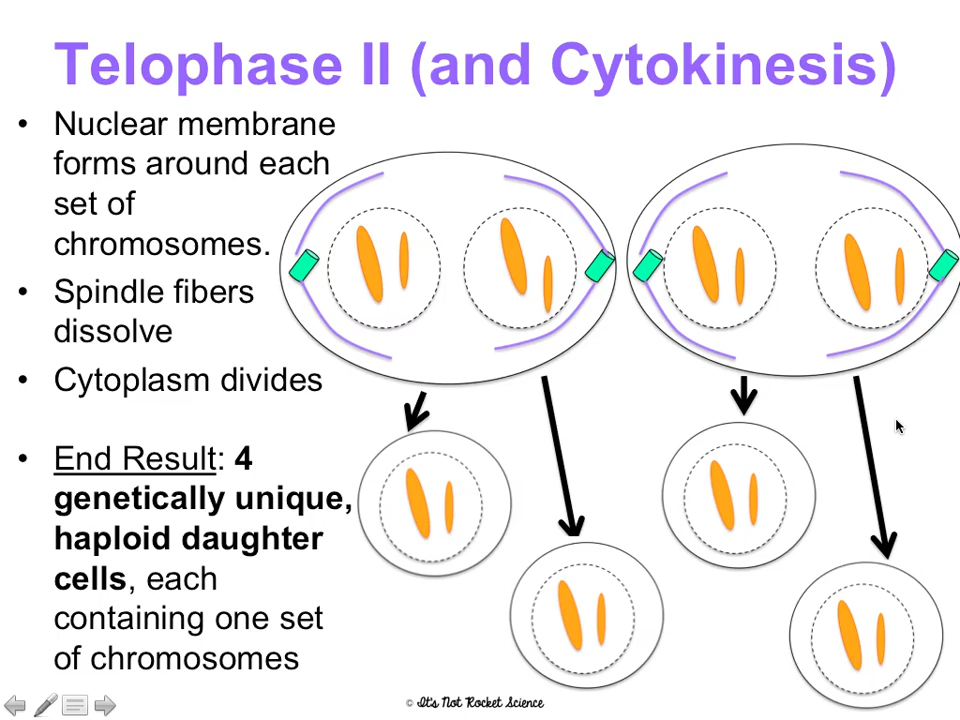 Telophase II (and Cytokinesis)
• Nuclear membrane
forms around each
set of
chromosomes.
• Spindle fibers
dissolve
• Cytoplasm divides
• End Result: 4
genetically unique,
haploid daughter
cells, each
containing one set
of chromosomes
© It's Not Rocket Science